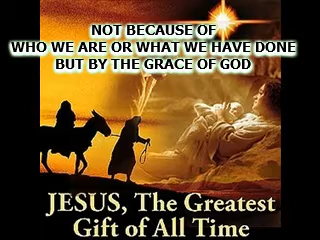 NOT BECAUSE OF
WHO WE ARE OR WHAT WE HAVE DONE
BUT BY THE GRACE OF GOD
JESUS, The Greatest
Gift of All Time